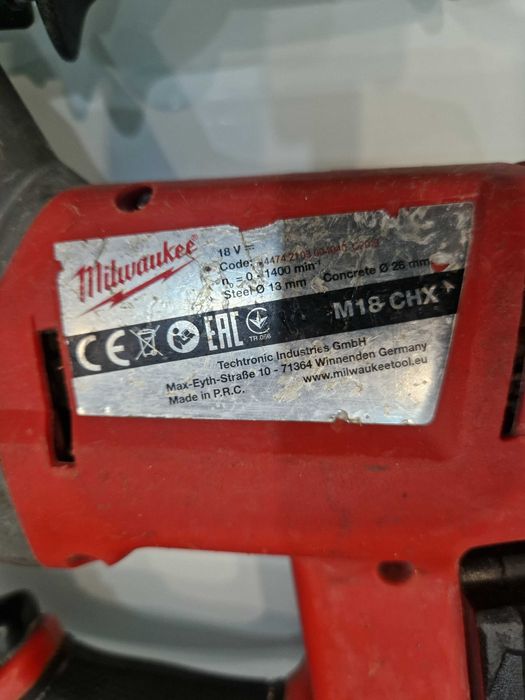 Milwaukee
18 V
Code:
n₀ = 0 - 1400 min⁻¹
Steel Ø 13 mm Concrete Ø 26 mm
M18 CHX
CE EAC
TR.066
Techtronic Industries GmbH
Max-Eyth-Straße 10 - 71364 Winnenden Germany
www.milwaukeetool.eu
Made in P.R.C.